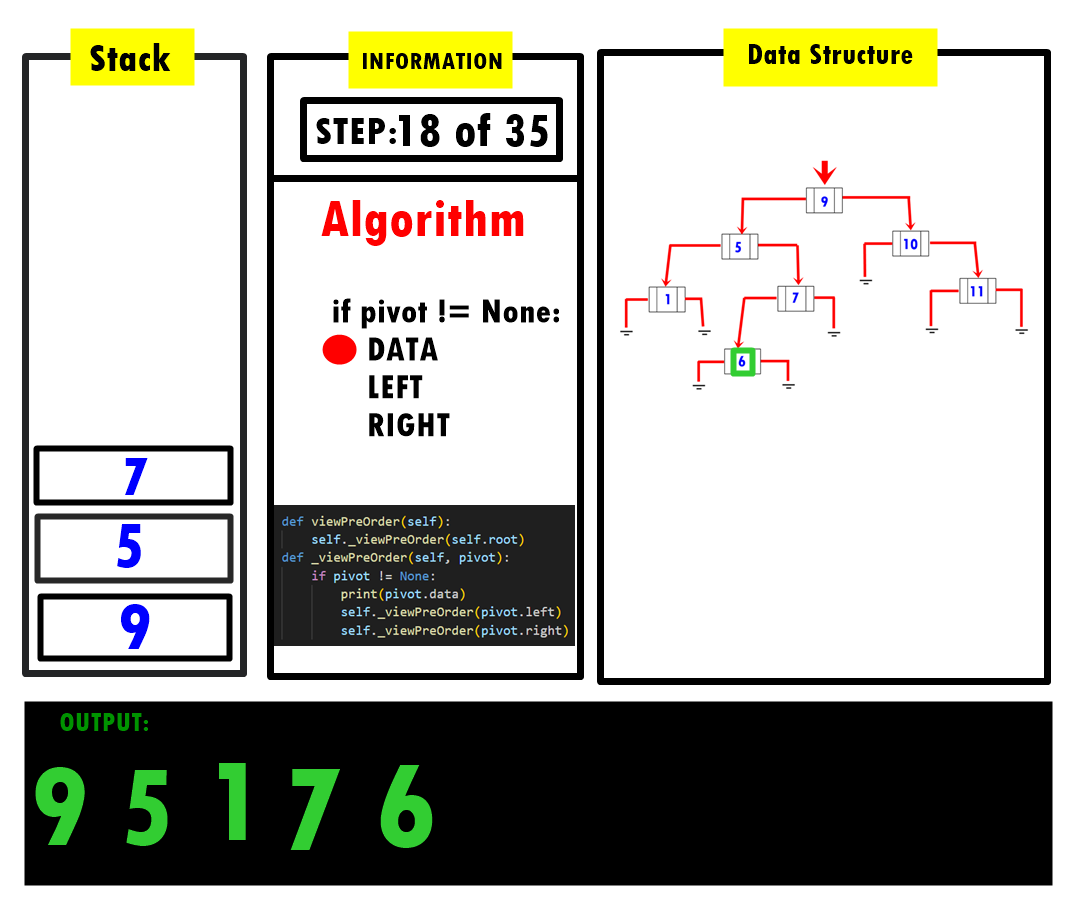 Stack
7
5
9
INFORMATION
STEP:18 of 35
Algorithm
if pivot != None:
DATA
LEFT
RIGHT
def viewPreOrder(self):
    self._viewPreOrder(self.root)
def _viewPreOrder(self, pivot):
    if pivot != None:
        print(pivot.data)
        self._viewPreOrder(pivot.left)
        self._viewPreOrder(pivot.right)
Data Structure
9
5
10
1
7
11
6
OUTPUT:
9 5 1 7 6